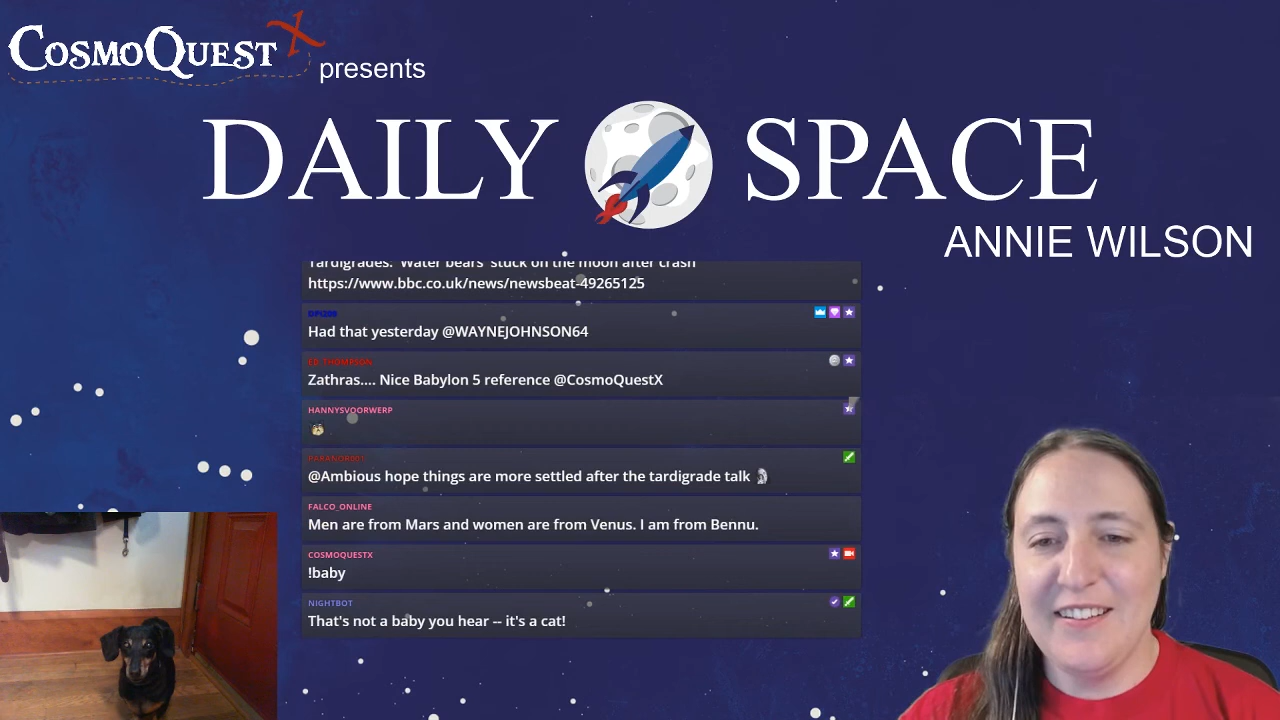 CosmoQuest X
presents
DAILY SPACE
ANNIE WILSON
Tardigrades: 'Water bears' stuck on the moon after crash
https://www.bbc.co.uk/news/newsbeat-49265125
DPI209
Had that yesterday @WAYNEJOHNSON64
ED_THOMPSON
Zathras.... Nice Babylon 5 reference @CosmoQuestX
HANNYSVOORWERP
@Ambious hope things are more settled after the tardigrade talk
FALCO_ONLINE
Men are from Mars and women are from Venus. I am from Bennu.
COSMOQUESTX
!baby
NIGHTBOT
That's not a baby you hear -- it's a cat!